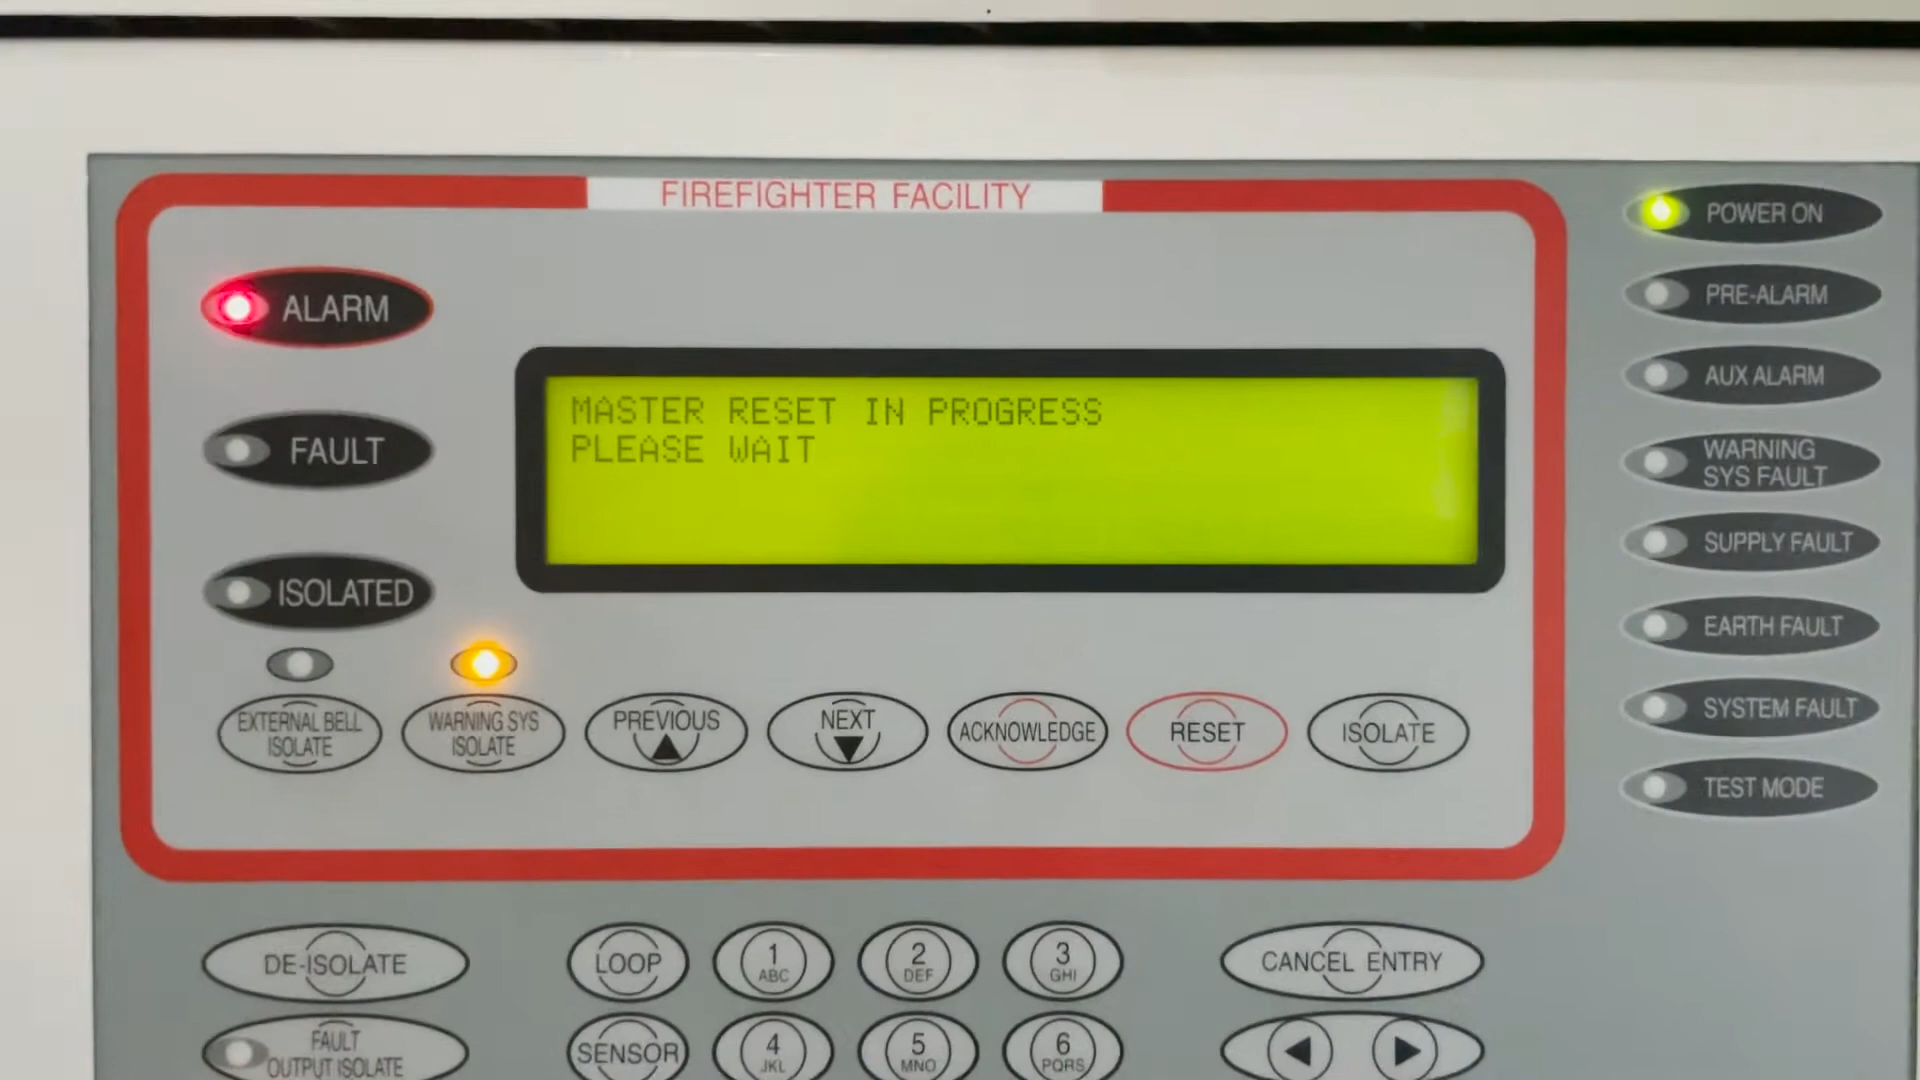 FIREFIGHTER FACILITY
ALARM
FAULT
ISOLATED
MASTER RESET IN PROGRESS
PLEASE WAIT
EXTERNAL BELL
ISOLATE
WARNING SYS
ISOLATE
PREVIOUS
NEXT
ACKNOWLEDGE
RESET
ISOLATE
POWER ON
PRE-ALARM
AUX ALARM
WARNING
SYS FAULT
SUPPLY FAULT
EARTH FAULT
SYSTEM FAULT
TEST MODE
DE-ISOLATE
LOOP
1
ABC
2
DEF
3
GHI
CANCEL ENTRY
FAULT
OUTPUT ISOLATE
SENSOR
4
JKL
5
MNO
6
PQRS